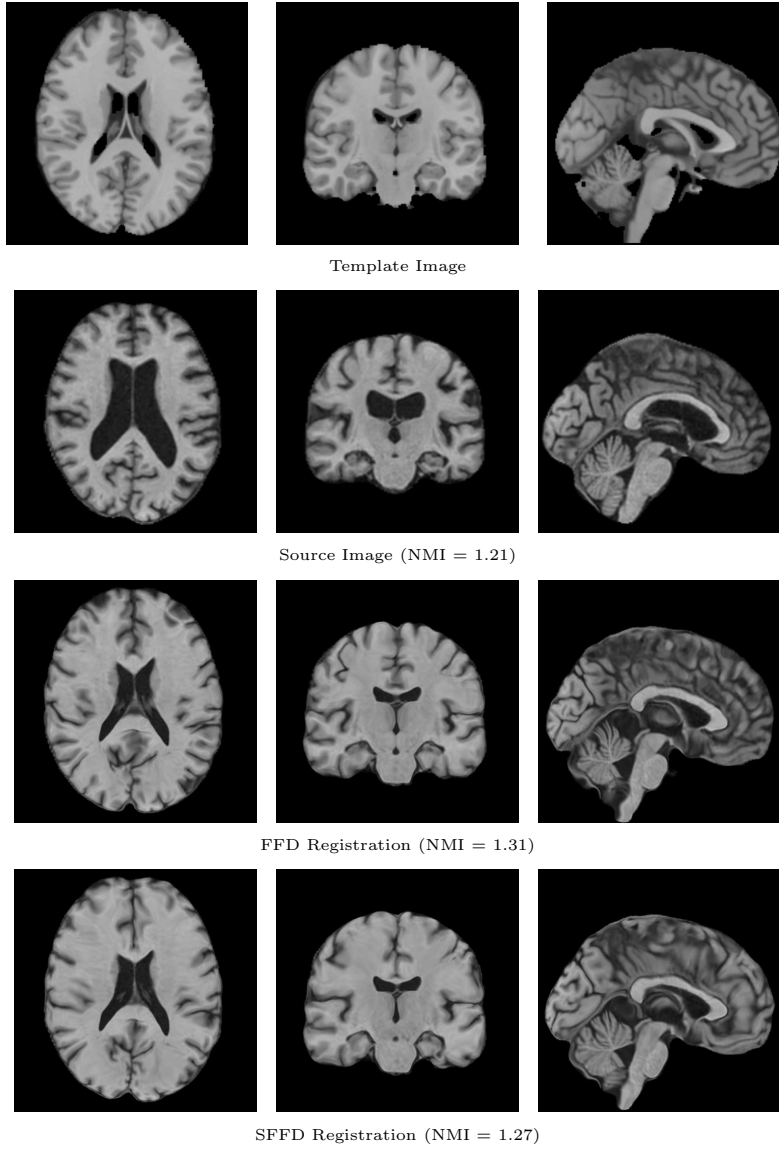 Template Image
Source Image (NMI = 1.21)
FFD Registration (NMI = 1.31)
SFFD Registration (NMI = 1.27)